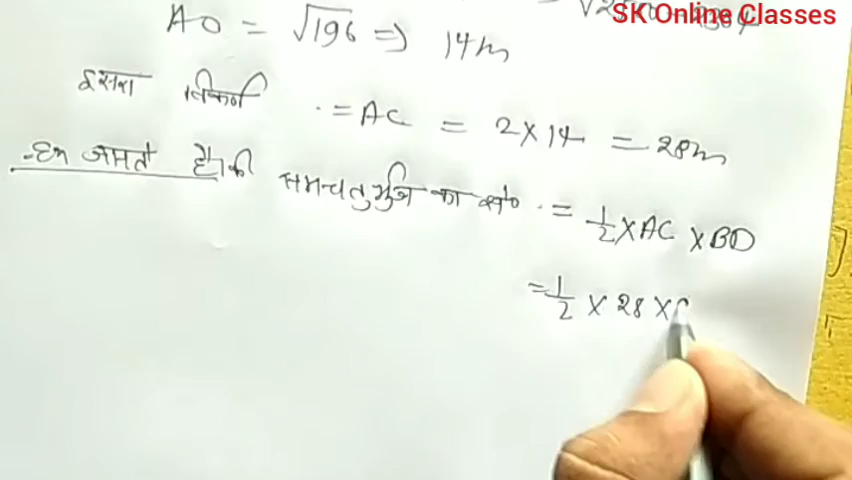 SK Online Classes
AO = √196 => 14m
दूसरा विकर्ण = AC = 2×14 = 28m
हम जानते है। की समचतुर्भुज का क्षे० = 1/2 × AC × BD
= 1/2 × 28 ×